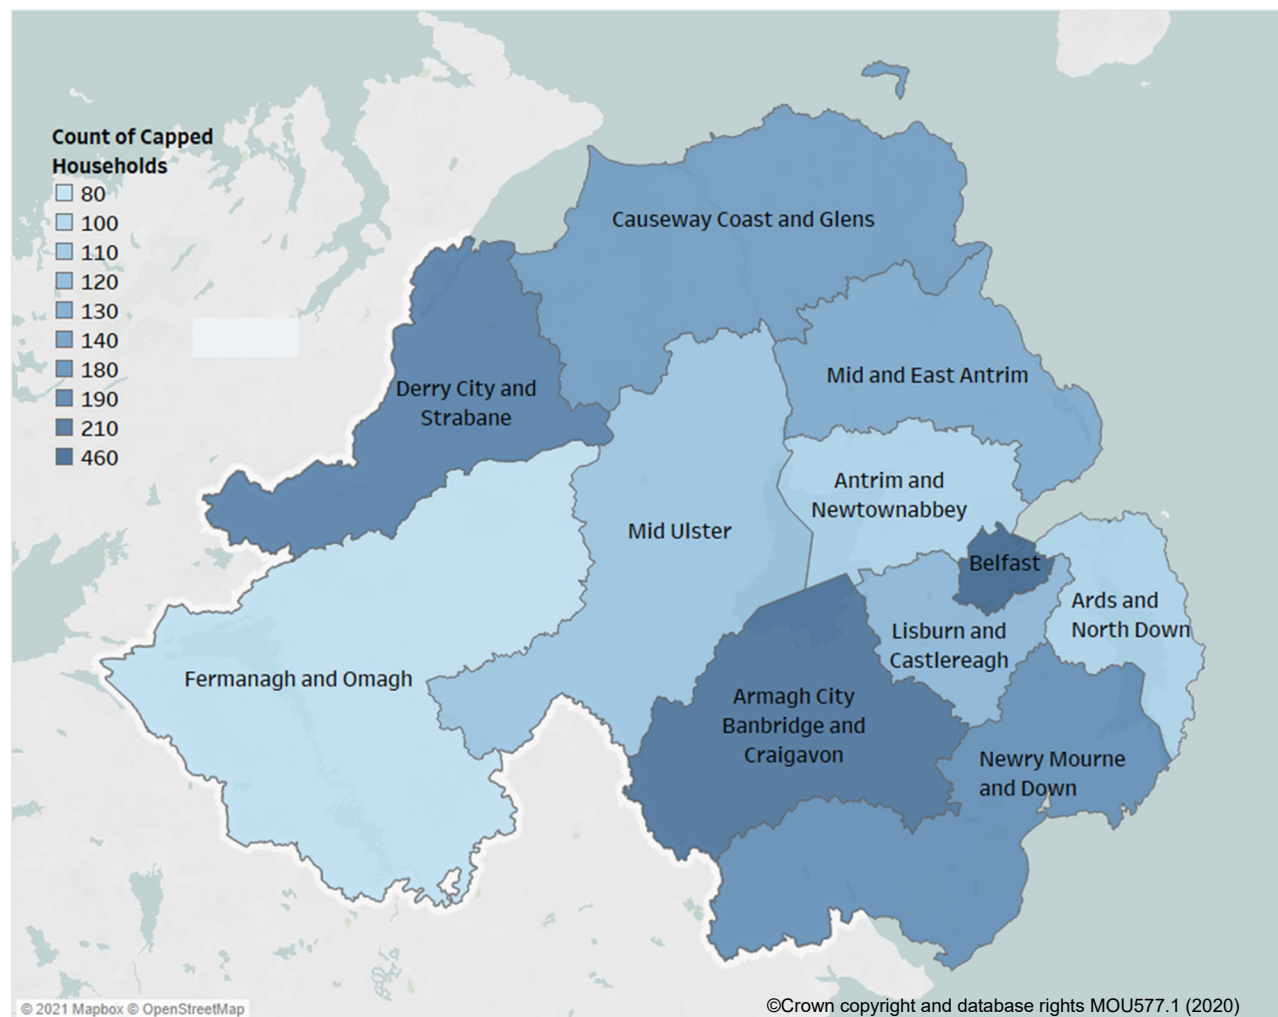 Count of Capped
Households
80
100
110
120
130
140
180
190
210
460
Causeway Coast and Glens
Mid and East Antrim
Derry City and
Strabane
Antrim and
Newtownabbey
Mid Ulster
Belfast
Ards and
North Down
Lisburn and
Castlereagh
Fermanagh and Omagh
Armagh City
Banbridge and
Craigavon
Newry Mourne
and Down
© 2021 Mapbox © OpenStreetMap
©Crown copyright and database rights MOU577.1 (2020)